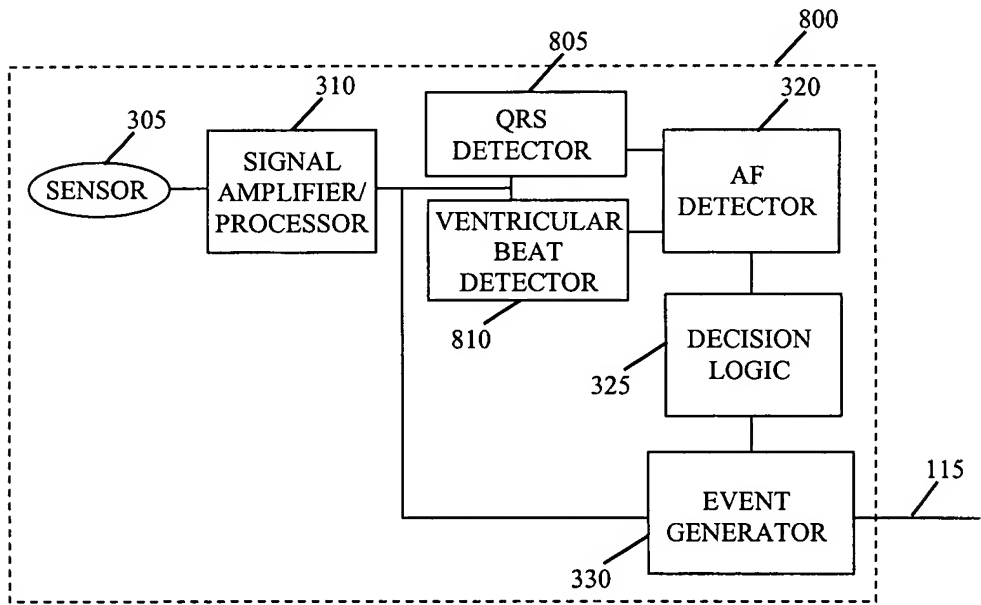 800
805
310
320
305
QRS
DETECTOR
SIGNAL
AMPLIFIER/
PROCESSOR
AF
DETECTOR
SENSOR
VENTRICULAR
BEAT
DETECTOR
810
DECISION
LOGIC
325
115
EVENT
GENERATOR
330